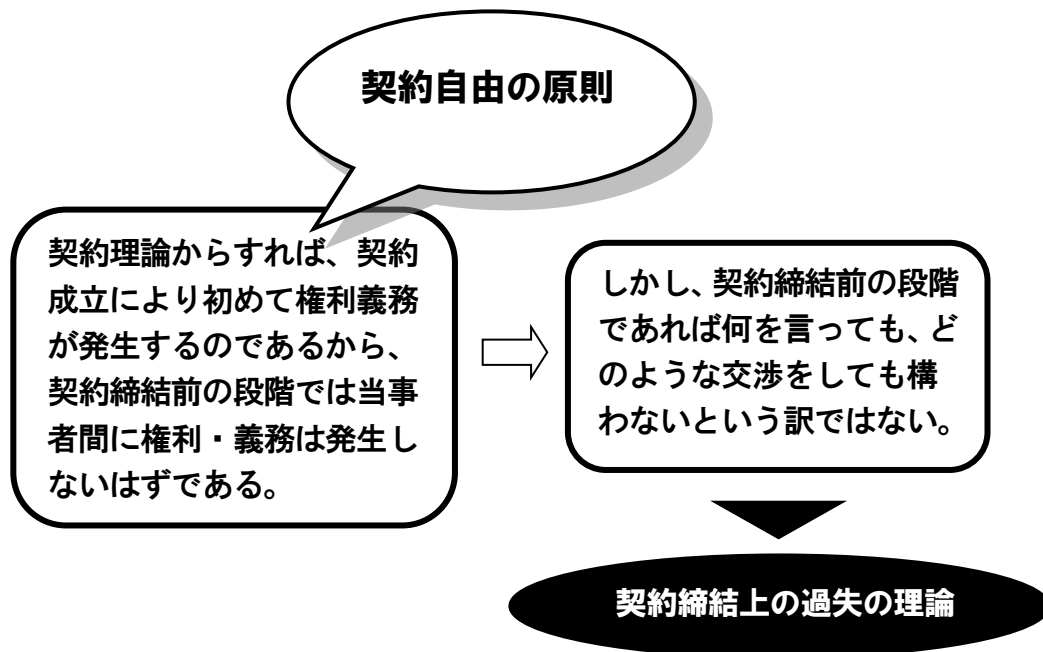 契約自由の原則
契約理論からすれば、契約
成立により初めて権利義務
が発生するのであるから、
契約締結前の段階では当事
者間に権利・義務は発生し
ないはずである。
しかし、契約締結前の段階
であれば何を言っても、ど
のような交渉をしても構
わないという訳ではない。
契約締結上の過失の理論